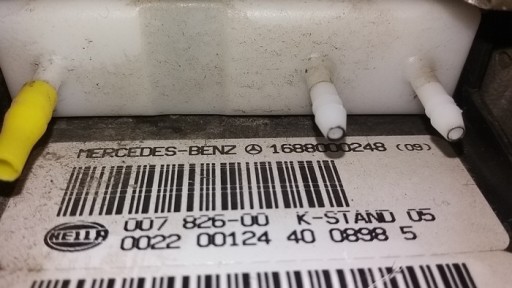 MERCEDES-BENZ 1688000248 (09)
HELLA 007 826-00 K-STAND 05
0022 00124 40 0898 5